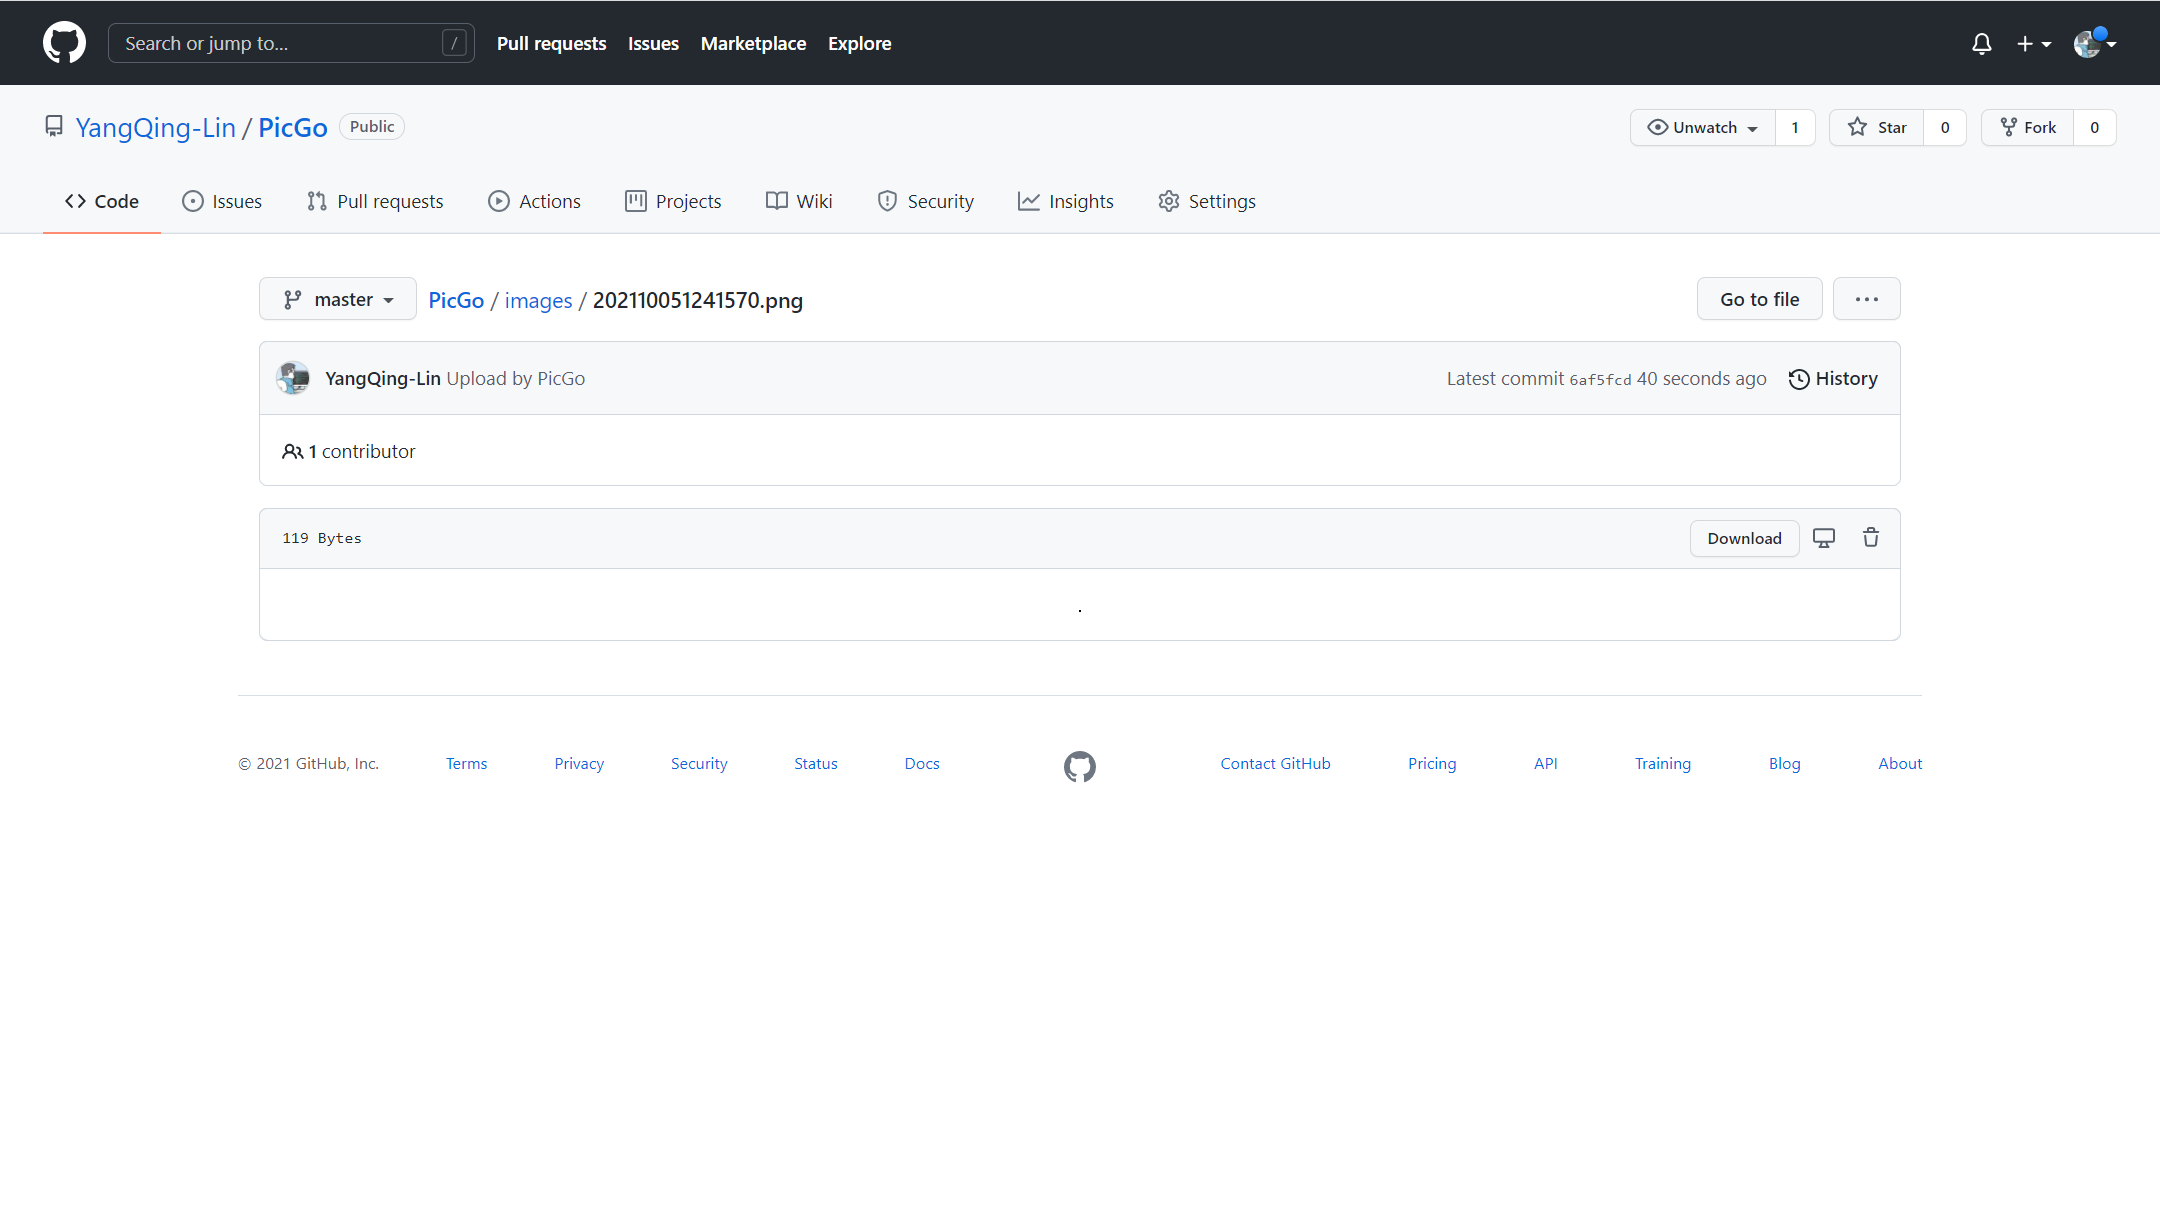 Search or jump to... / Pull requests Issues Marketplace Explore
YangQing-Lin / PicGo Public Unwatch 1 Star 0 Fork 0
Code Issues Pull requests Actions Projects Wiki Security Insights Settings
master PicGo / images / 202110051241570.png Go to file ...
YangQing-Lin Upload by PicGo Latest commit 6af5fcd 40 seconds ago History
1 contributor
119 Bytes Download
© 2021 GitHub, Inc. Terms Privacy Security Status Docs Contact GitHub Pricing API Training Blog About